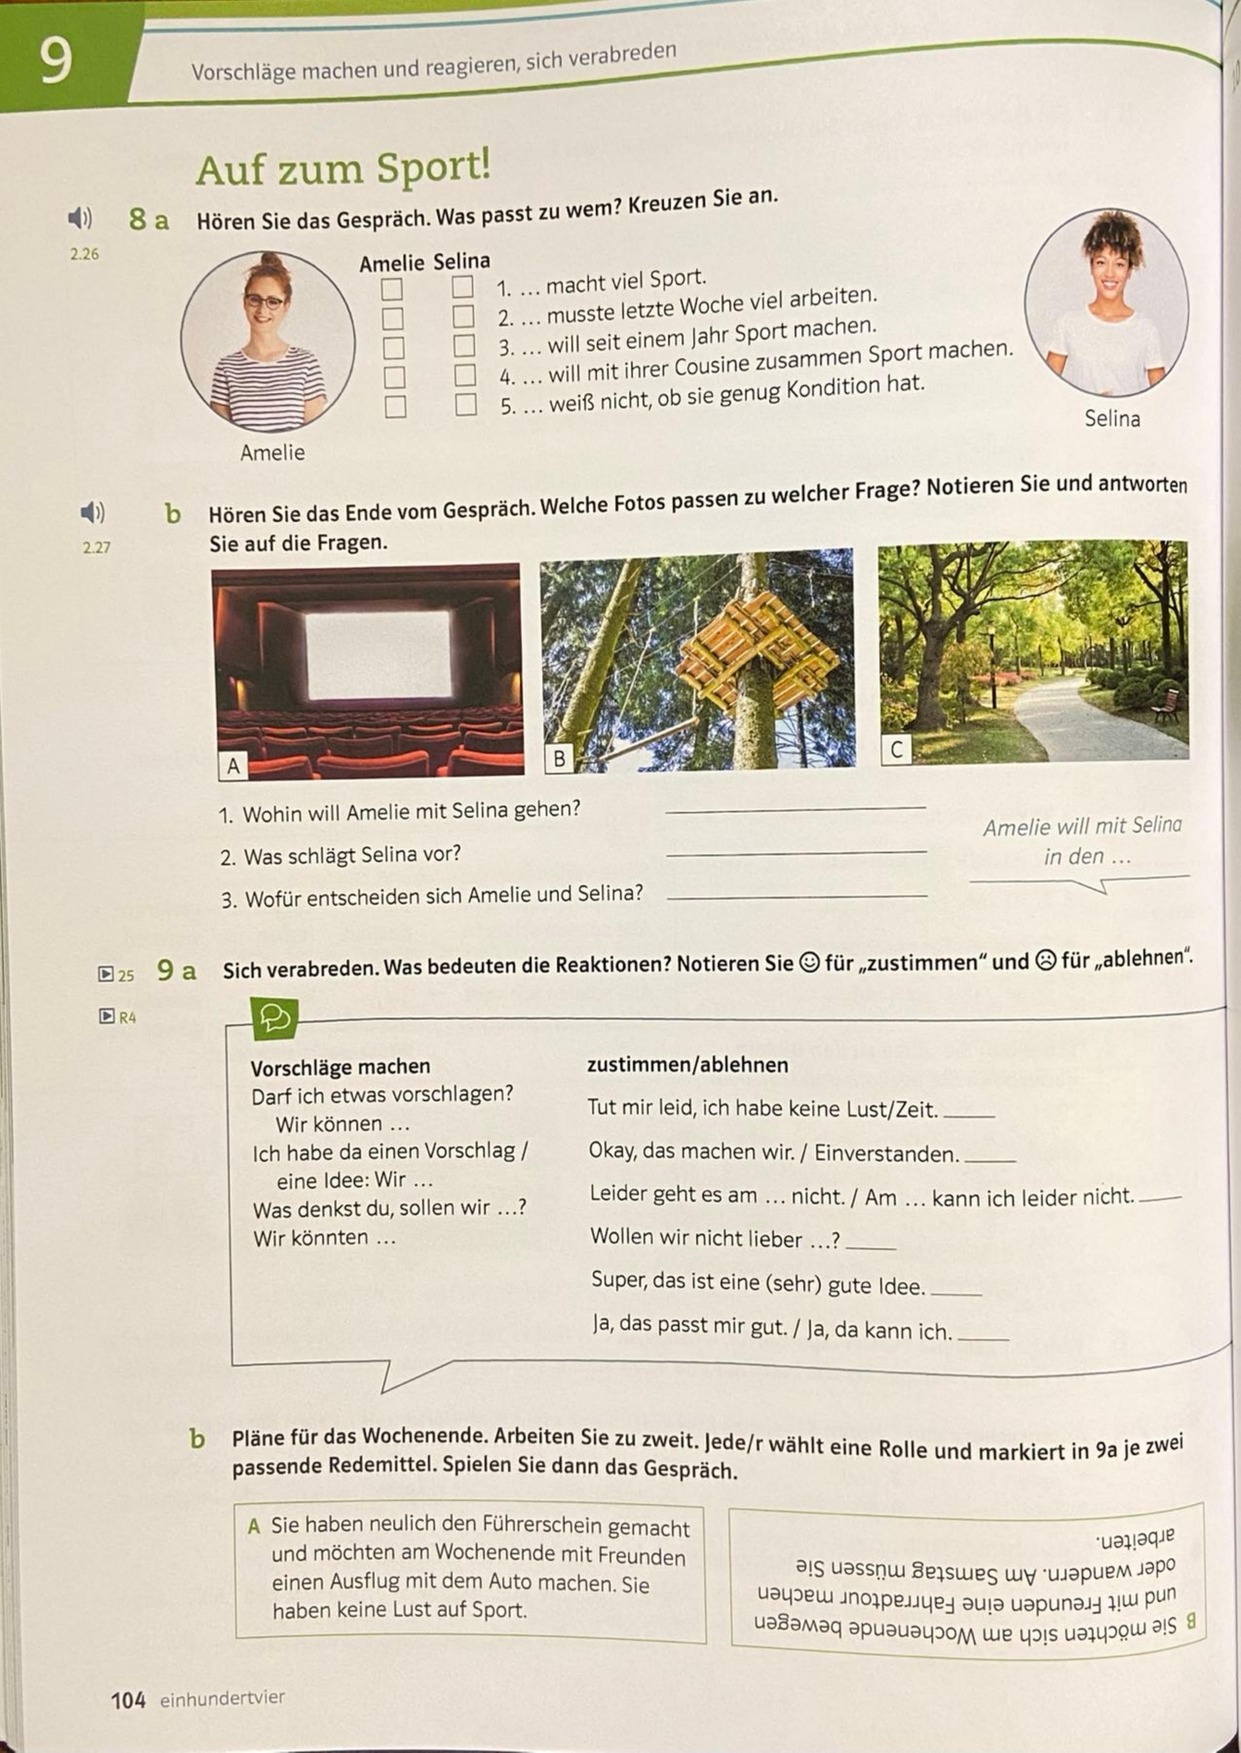 9
Vorschläge machen und reagieren, sich verabreden
Auf zum Sport!
8 a Hören Sie das Gespräch. Was passt zu wem? Kreuzen Sie an.
2.26
Amelie Selina
1. … macht viel Sport.
2. … musste letzte Woche viel arbeiten.
3. … will seit einem Jahr Sport machen.
4. … will mit ihrer Cousine zusammen Sport machen.
5. … weiß nicht, ob sie genug Kondition hat.
Amelie
Selina
b Hören Sie das Ende vom Gespräch. Welche Fotos passen zu welcher Frage? Notieren Sie und antworten
2.27
Sie auf die Fragen.
A
B
C
1. Wohin will Amelie mit Selina gehen?
2. Was schlägt Selina vor?
3. Wofür entscheiden sich Amelie und Selina?
Amelie will mit Selina
in den …
25
9 a Sich verabreden. Was bedeuten die Reaktionen? Notieren Sie ☺ für „zustimmen“ und ☹ für „ablehnen“.
R4
Vorschläge machen
Darf ich etwas vorschlagen?
Wir können …
Ich habe da einen Vorschlag /
eine Idee: Wir …
Was denkst du, sollen wir …?
Wir könnten …
zustimmen/ablehnen
Tut mir leid, ich habe keine Lust/Zeit.
Okay, das machen wir. / Einverstanden.
Leider geht es am … nicht. / Am … kann ich leider nicht.
Wollen wir nicht lieber …?
Super, das ist eine (sehr) gute Idee.
Ja, das passt mir gut. / Ja, da kann ich.
b Pläne für das Wochenende. Arbeiten Sie zu zweit. Jede/r wählt eine Rolle und markiert in 9a je zwei
passende Redemittel. Spielen Sie dann das Gespräch.
A Sie haben neulich den Führerschein gemacht
und möchten am Wochenende mit Freunden
einen Ausflug mit dem Auto machen. Sie
haben keine Lust auf Sport.
B Sie möchten sich am Wochenende bewegen
und mit Freunden eine Fahrradtour machen
oder wandern. Am Samstag müssen Sie
arbeiten.
104 einhundertvier